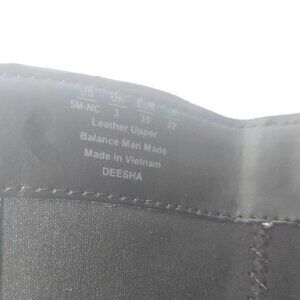 US UK EUR
5M-NC 3 35 22
Leather Upper
Balance Man Made
Made in Vietnam
DEESHA